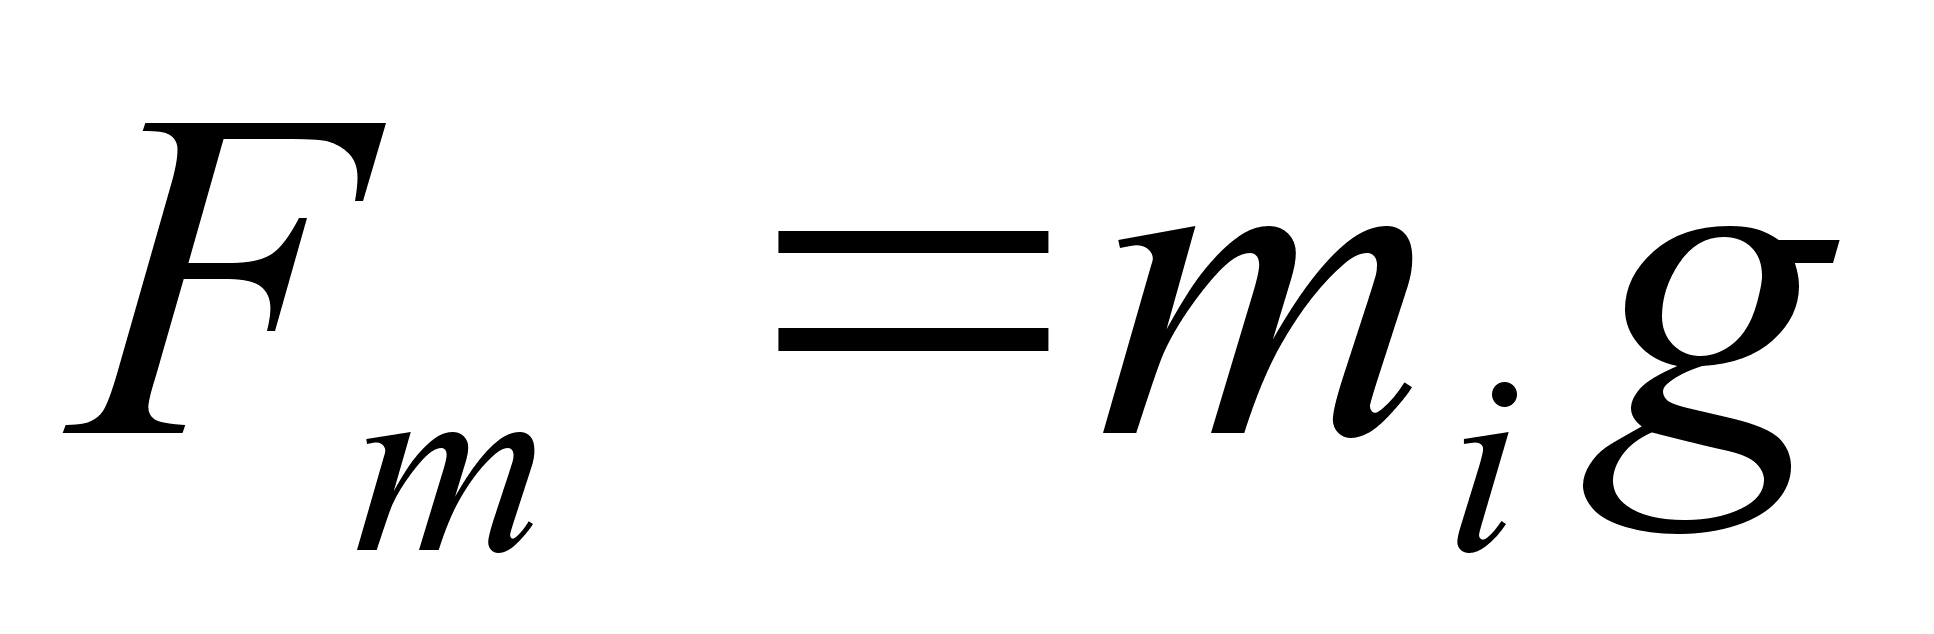 F_m = m_i g